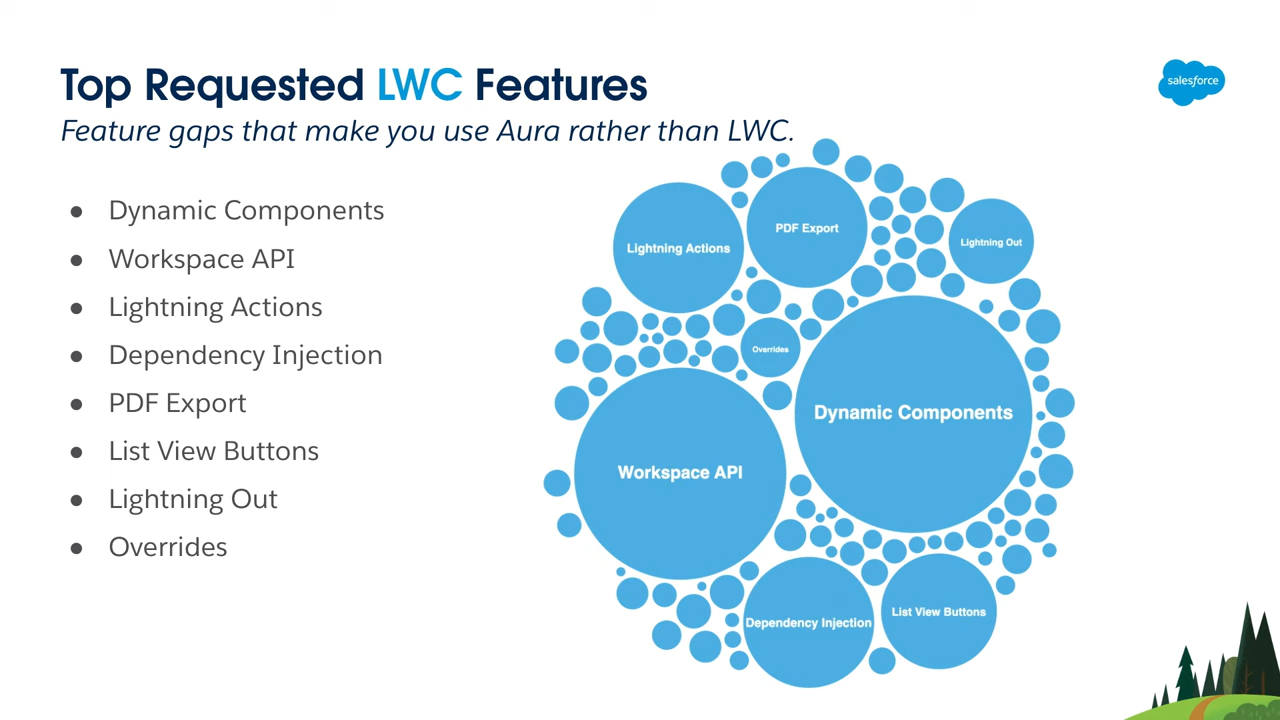 Top Requested LWC Features
salesforce
Feature gaps that make you use Aura rather than LWC.
● Dynamic Components
● Workspace API
● Lightning Actions
● Dependency Injection
● PDF Export
● List View Buttons
● Lightning Out
● Overrides
PDF Export
Lightning Actions
Lightning Out
Overrides
Dynamic Components
Workspace API
Dependency Injection
List View Buttons